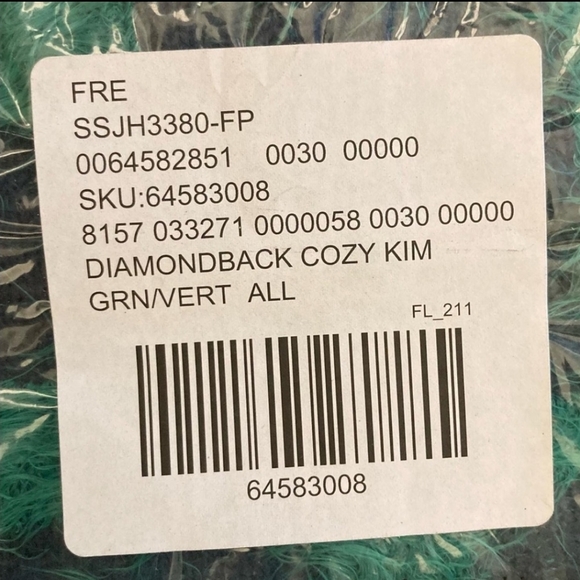 FRE
SSJH3380-FP
0064582851 0030 00000
SKU:64583008
8157 033271 0000058 0030 00000
DIAMONDBACK COZY KIM
GRN/VERT ALL
FL_211
64583008